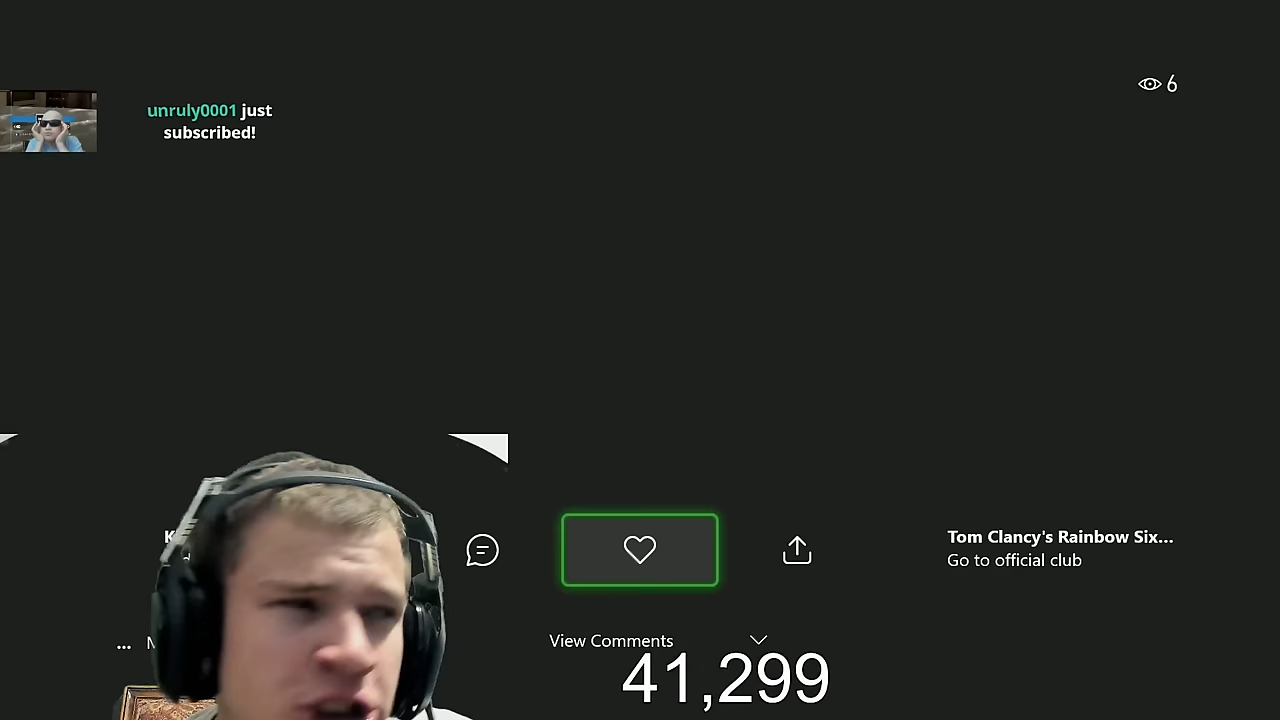 6
unruly0001 just
subscribed!
Tom Clancy's Rainbow Six...
Go to official club
...
View Comments
41,299